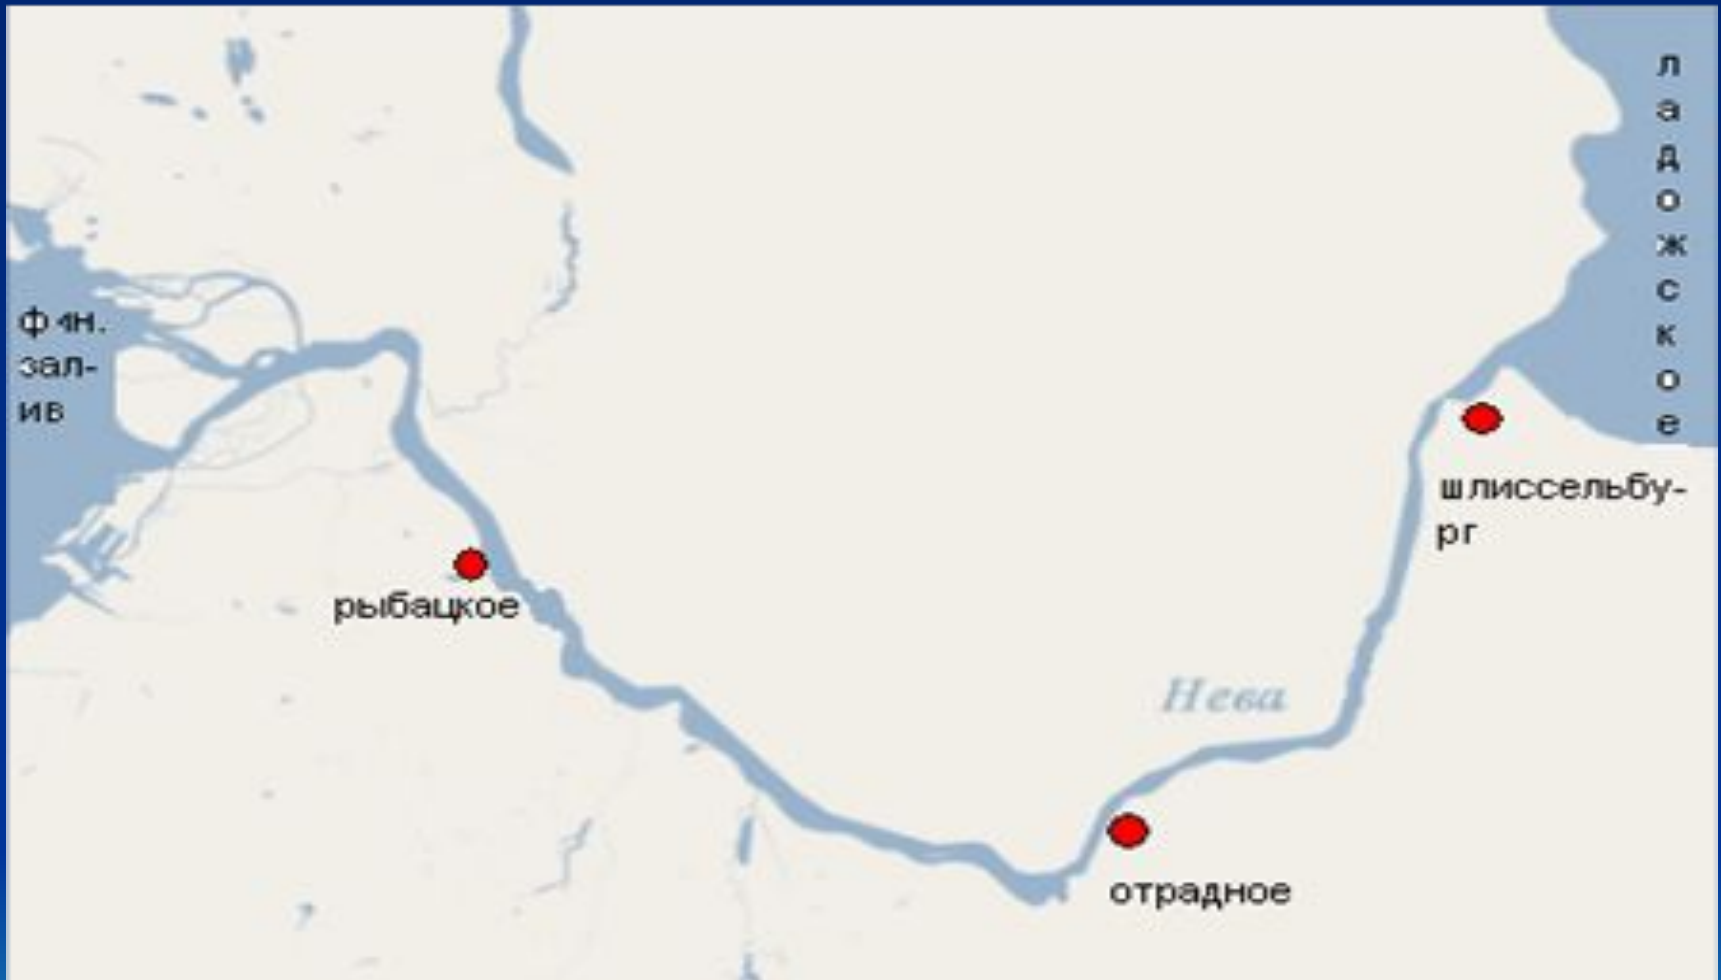 л
а
д
о
ж
с
к
о
е
фин.
зал-
ив
шлиссельбу-
рг
рыбацкое
Нева
отрадное